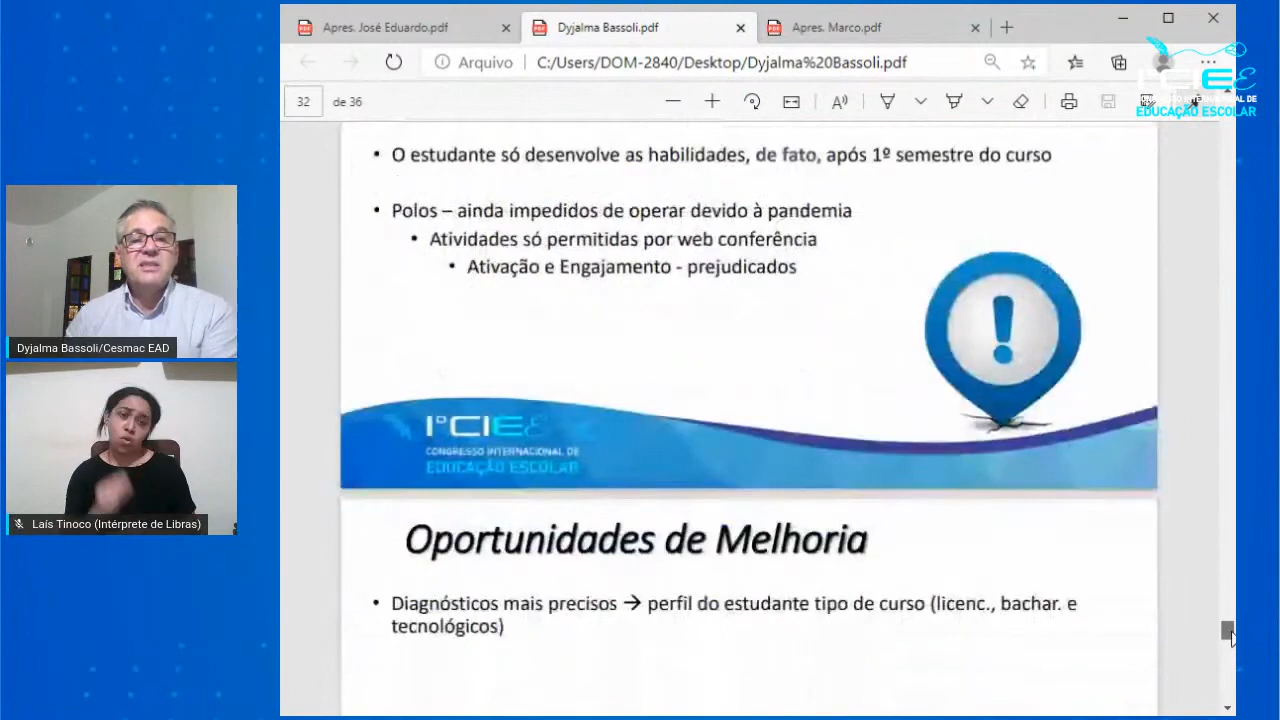 Apres. José Eduardo.pdf
Dyjalma Bassoli.pdf
Apres. Marco.pdf
Arquivo
C:/Users/DOM-2840/Desktop/Dyjalma%20Bassoli.pdf
32 de 36
EDUCAÇÃO ESCOLAR
• O estudante só desenvolve as habilidades, de fato, após 1º semestre do curso
• Polos – ainda impedidos de operar devido à pandemia
• Atividades só permitidas por web conferência
• Ativação e Engajamento - prejudicados
Dyjalma Bassoli/Cesmac EAD
Laís Tinoco (Intérprete de Libras)
IºCIEE
CONGRESSO INTERNACIONAL DE
EDUCAÇÃO ESCOLAR
Oportunidades de Melhoria
• Diagnósticos mais precisos → perfil do estudante tipo de curso (licenc., bachar. e
tecnológicos)